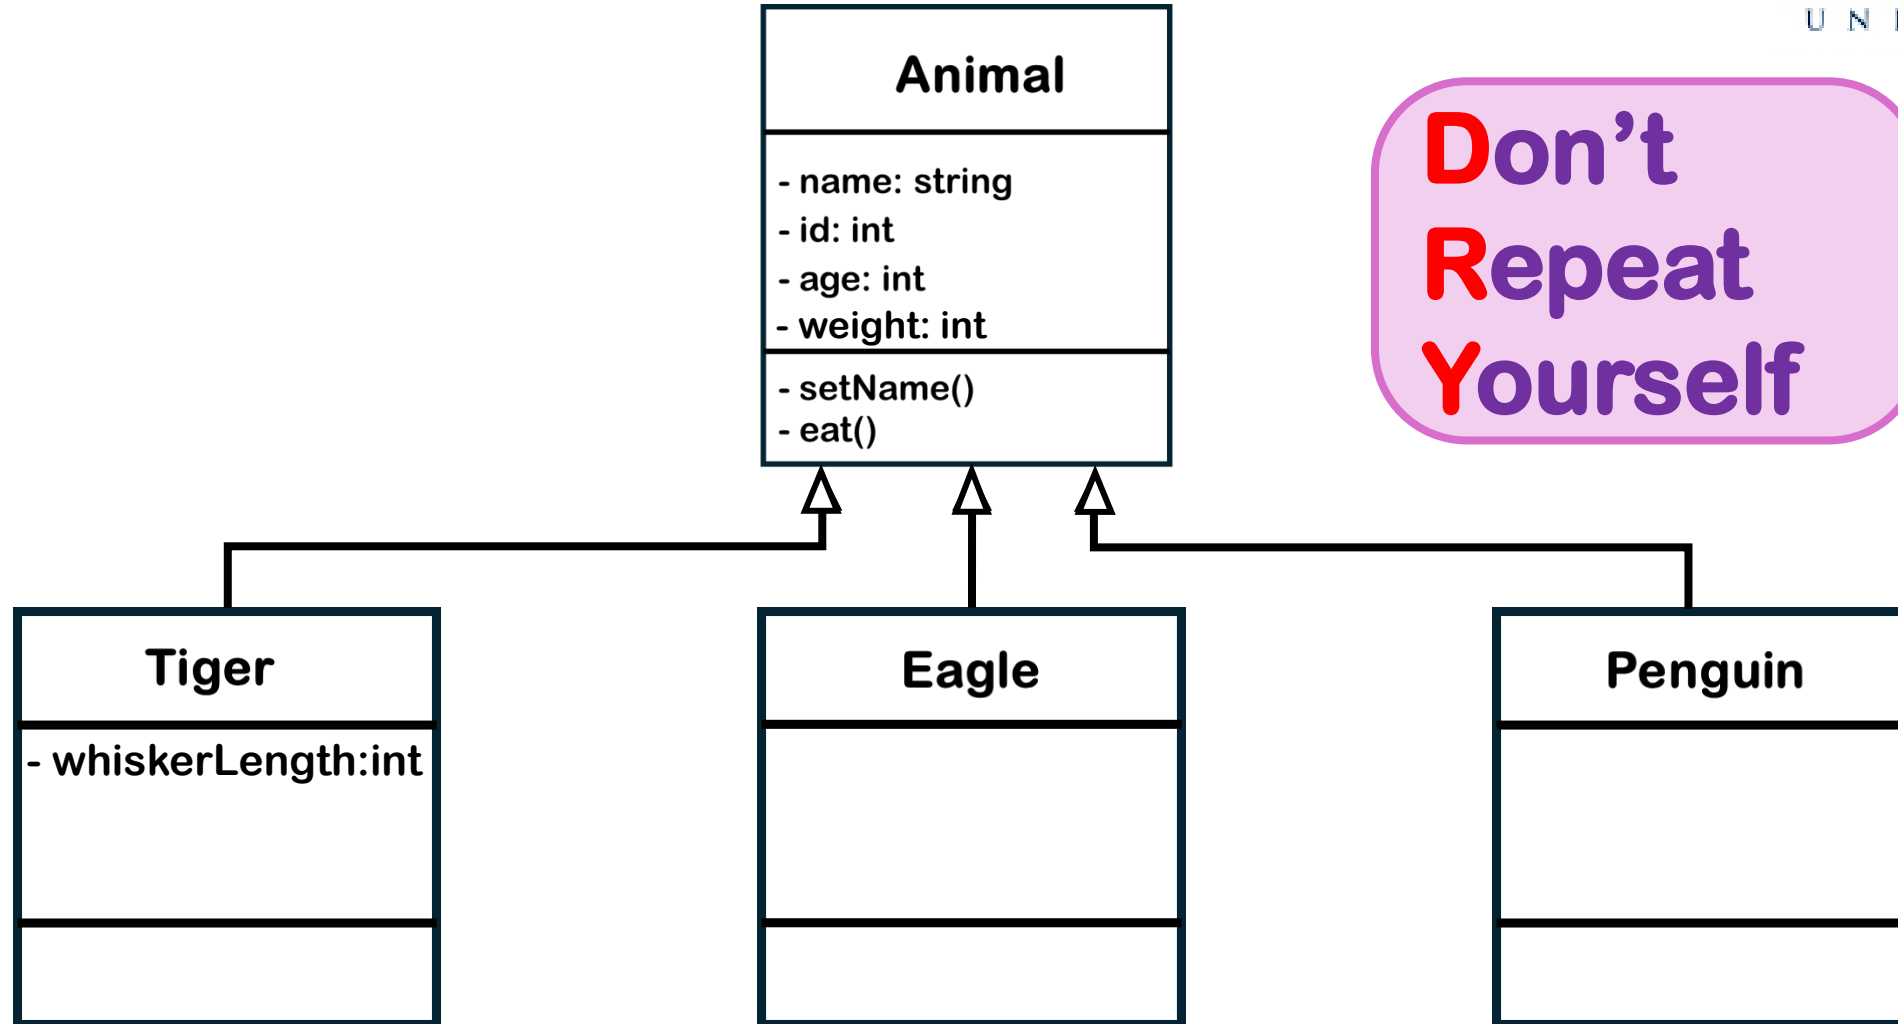 U N
Animal
- name: string
- id: int
- age: int
- weight: int
- setName()
- eat()
Don't
Repeat
Yourself
Tiger
- whiskerLength:int
Eagle
Penguin